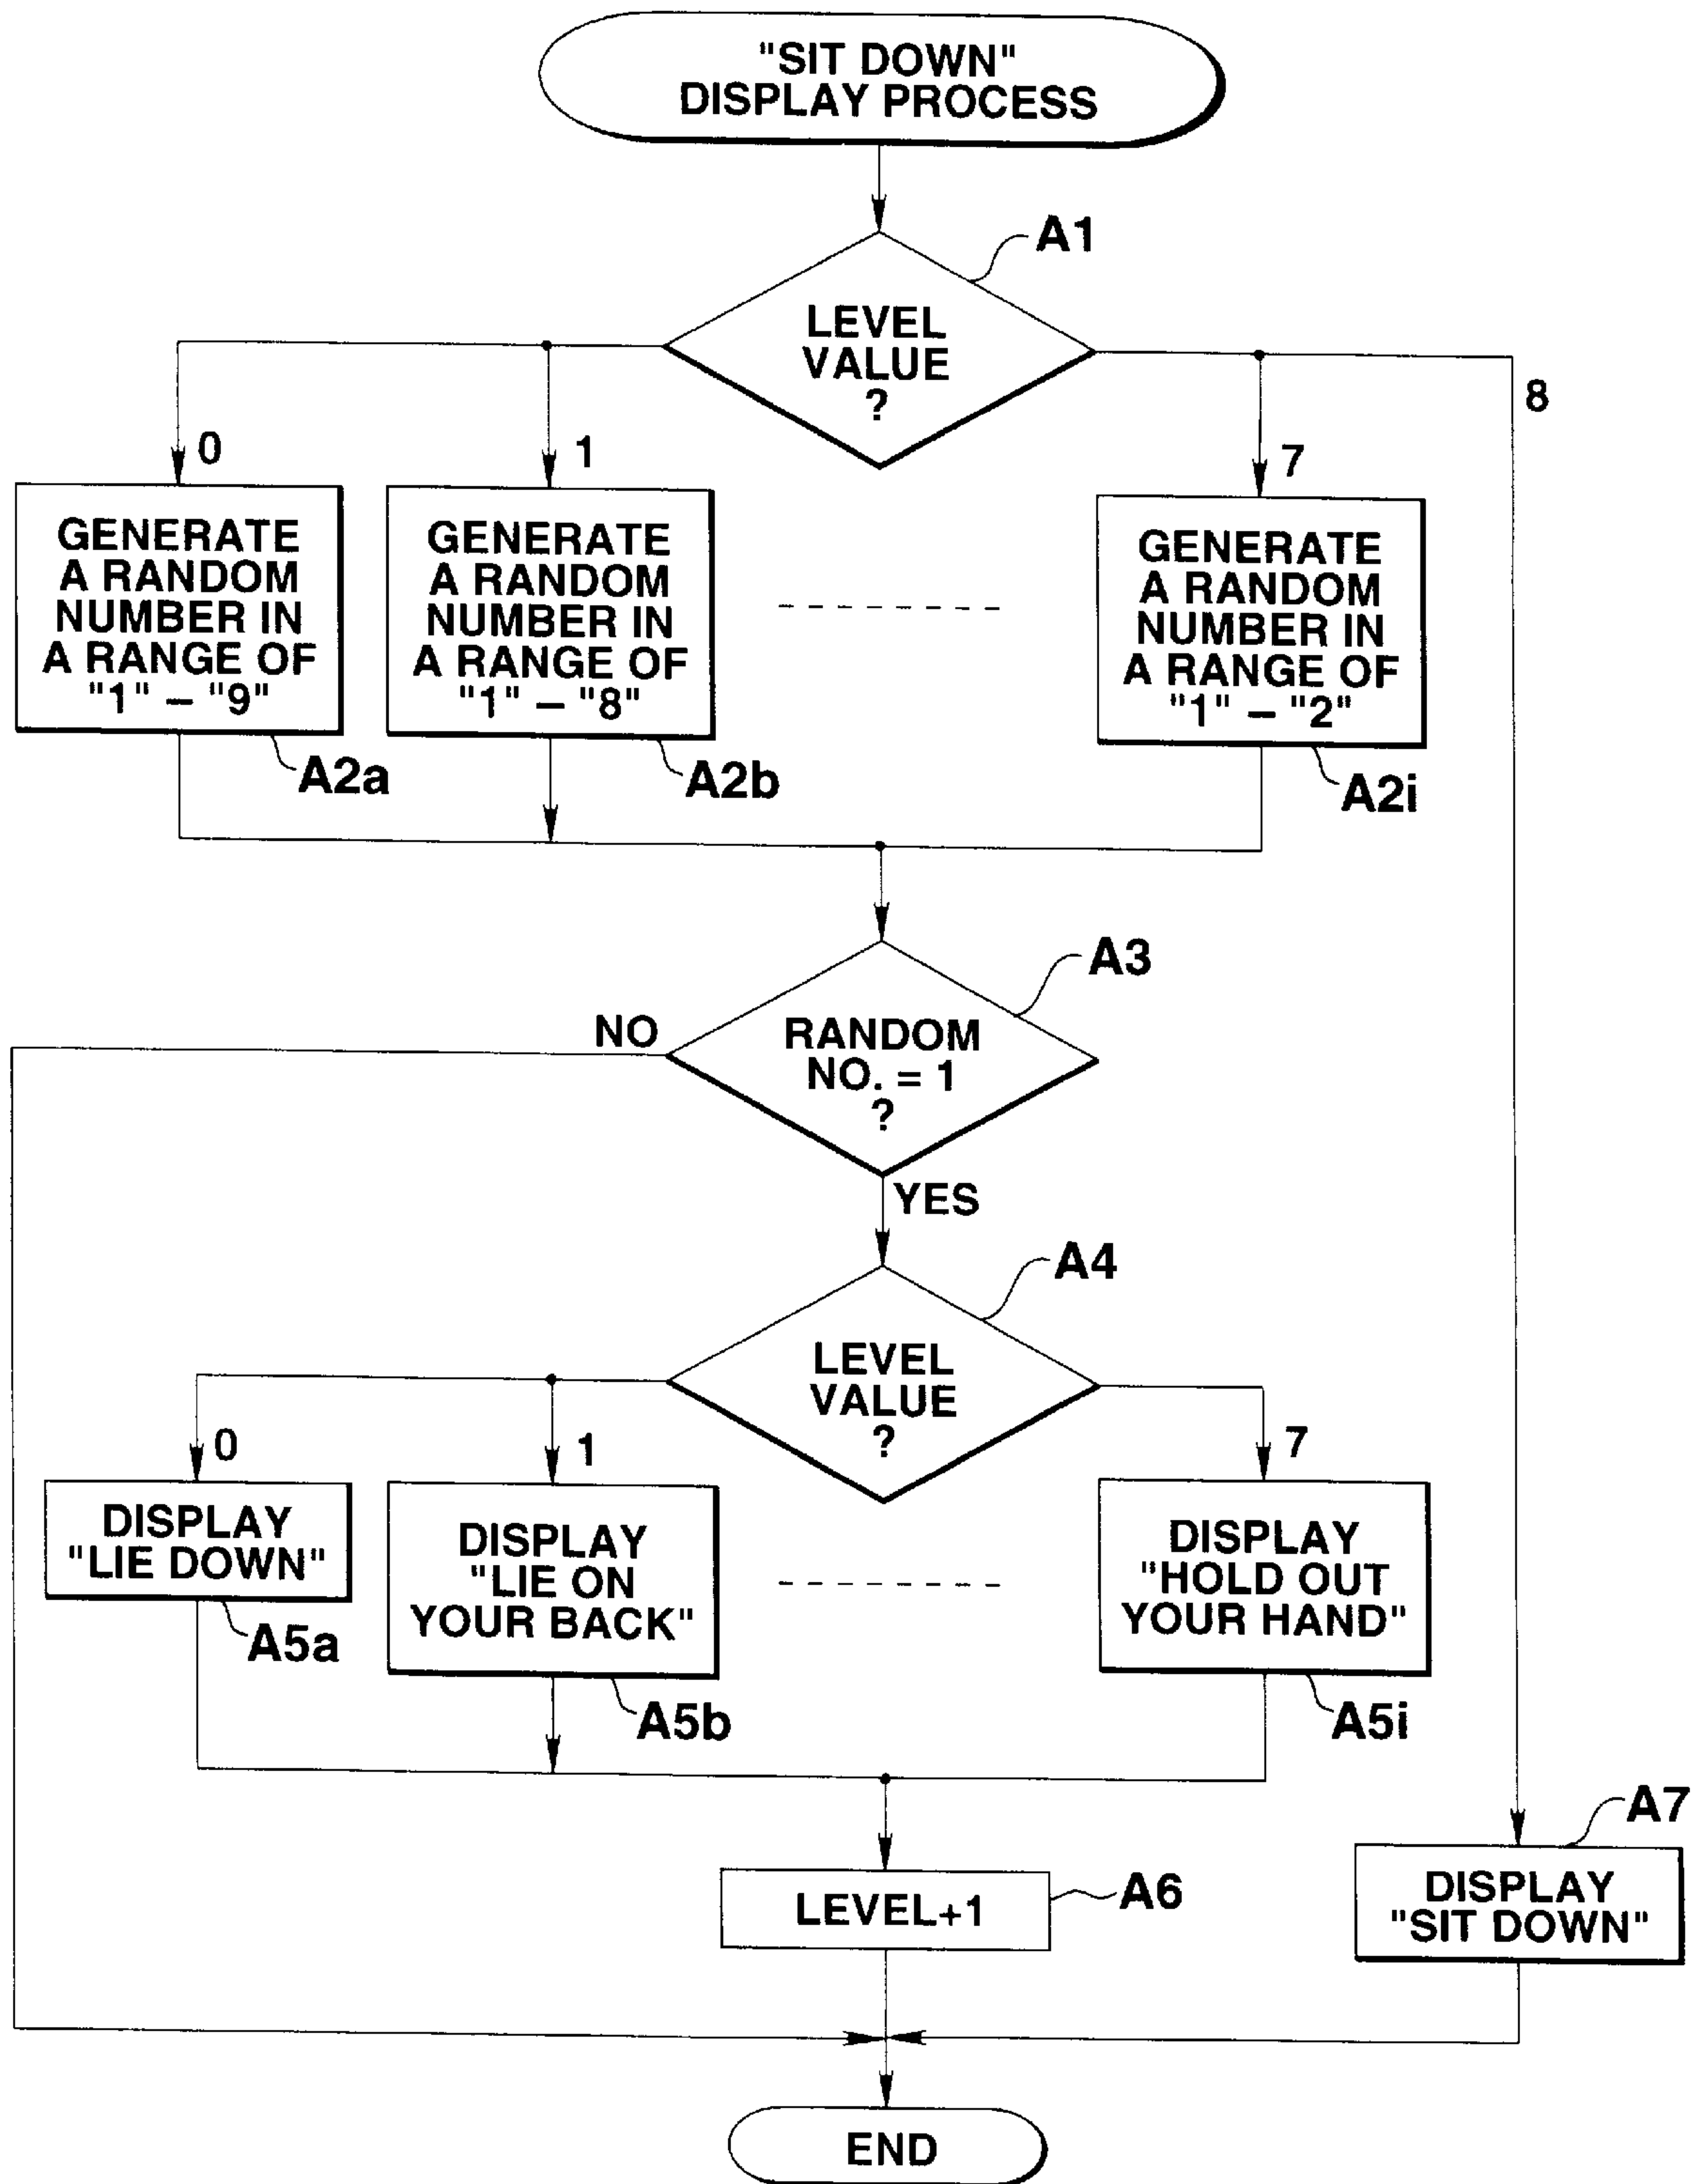 "SIT DOWN"
DISPLAY PROCESS
A1
LEVEL
VALUE
?
0
1
7
8
GENERATE
A RANDOM
NUMBER IN
A RANGE OF
"1" – "9"
A2a
GENERATE
A RANDOM
NUMBER IN
A RANGE OF
"1" – "8"
A2b
GENERATE
A RANDOM
NUMBER IN
A RANGE OF
"1" – "2"
A2i
A3
NO
RANDOM
NO. = 1
?
YES
A4
LEVEL
VALUE
?
0
1
7
DISPLAY
"LIE DOWN"
A5a
DISPLAY
"LIE ON
YOUR BACK"
A5b
DISPLAY
"HOLD OUT
YOUR HAND"
A5i
LEVEL+1
A6
A7
DISPLAY
"SIT DOWN"
END